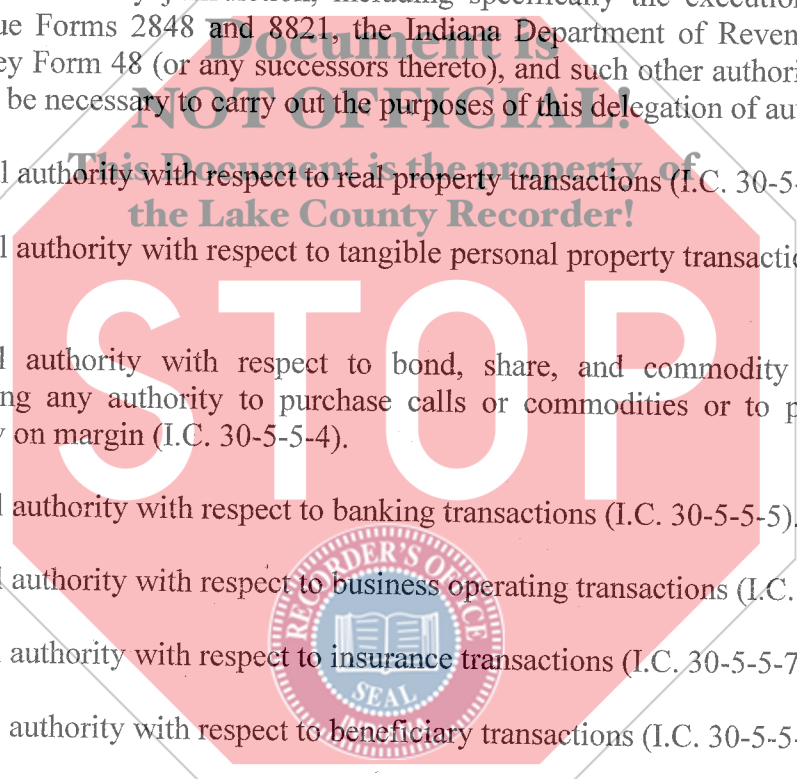 ue Forms 2848 and 8821, the Indiana Department of Reven
Document is
ey Form 48 (or any successors thereto), and such other authori
be necessary to carry out the purposes of this delegation of au
NOT OFFICIAL!
This Document is the property of
l authority with respect to real property transactions (I.C. 30-5-
the Lake County Recorder!
l authority with respect to tangible personal property transacti
STOP
l authority with respect to bond, share, and commodity
ng any authority to purchase calls or commodities or to p
y on margin (I.C. 30-5-5-4).
l authority with respect to banking transactions (I.C. 30-5-5-5).
l authority with respect to business operating transactions (I.C.
RECORDER'S OFFICE
authority with respect to insurance transactions (I.C. 30-5-5-7
SEAL
INDIANA
authority with respect to beneficiary transactions (I.C. 30-5-5-